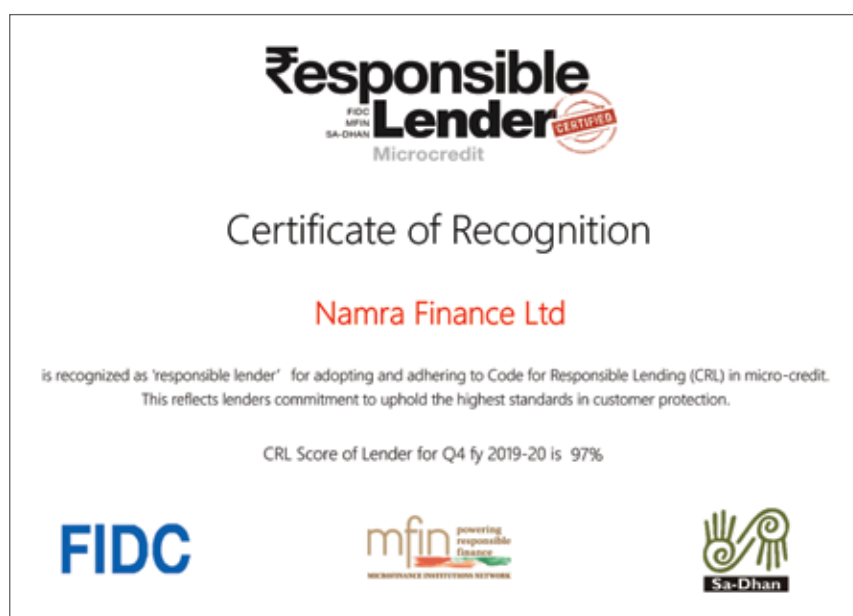 ₹esponsible
FIDC
MFIN
SA-DHAN
Lender
CERTIFIED
Microcredit
Certificate of Recognition
Namra Finance Ltd
is recognized as 'responsible lender' for adopting and adhering to Code for Responsible Lending (CRL) in micro-credit.
This reflects lenders commitment to uphold the highest standards in customer protection.
CRL Score of Lender for Q4 fy 2019-20 is 97%
FIDC
mfin
powering
responsible
finance
MICROFINANCE INSTITUTIONS NETWORK
Sa-Dhan